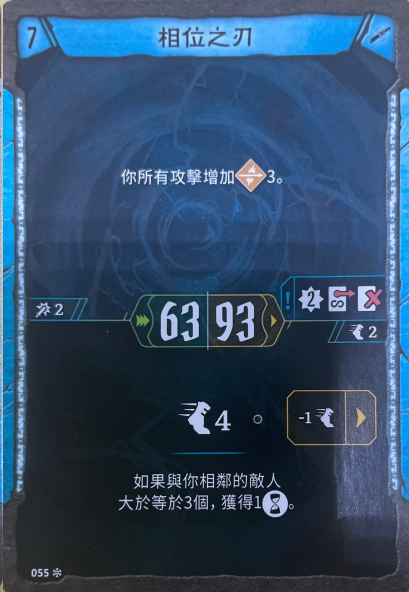 7 相位之刃
你所有攻擊增加3。
2 63 93 ! 2
2
4 -1
如果與你相鄰的敵人
大於等於3個, 獲得1。
055